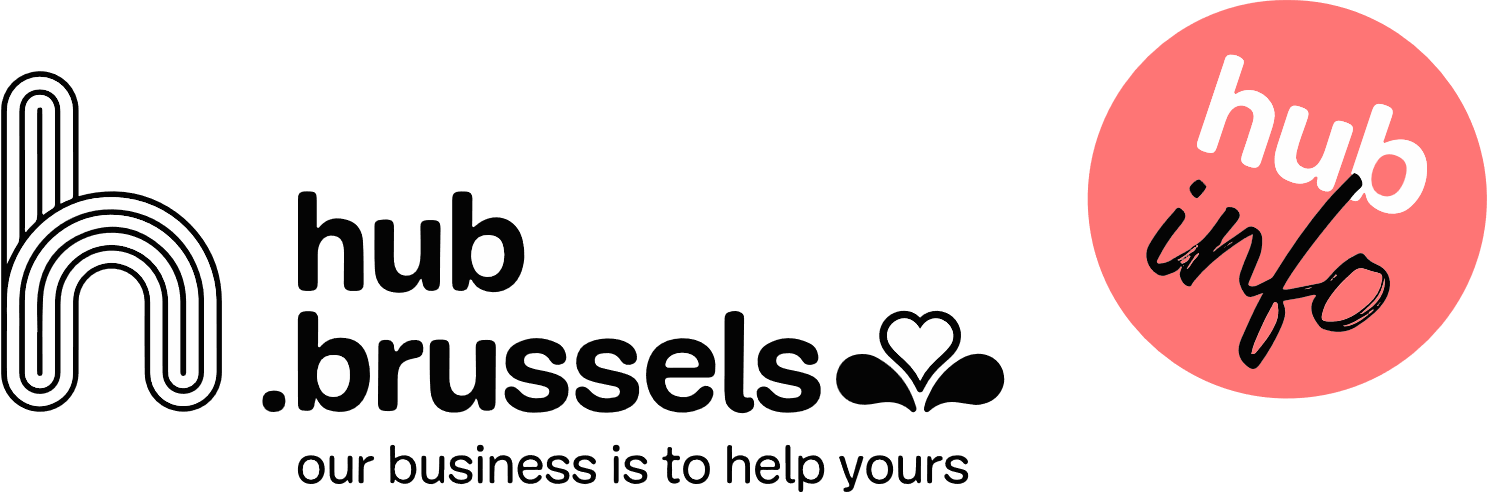 h
hub
.brussels
our business is to help yours
hub
info